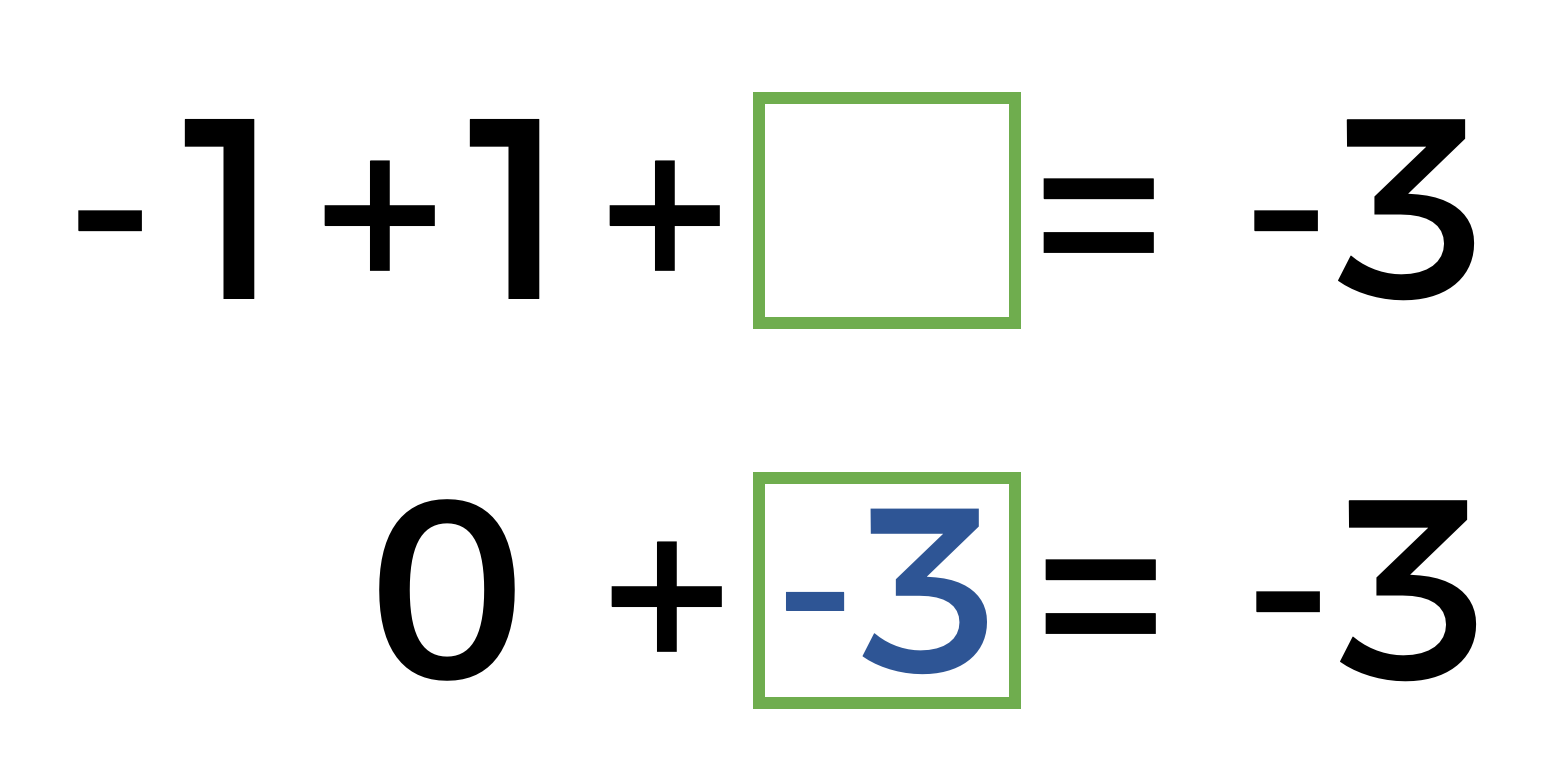 -1+1+ = -3
0 + -3 = -3